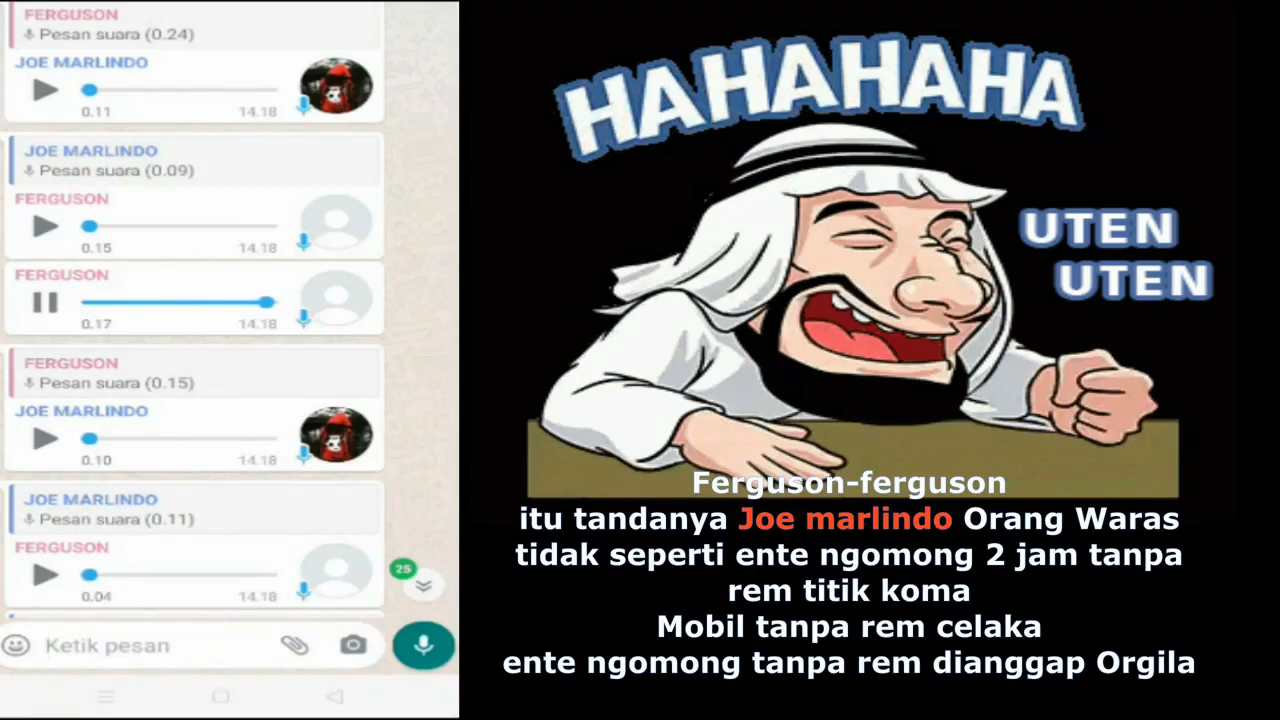 FERGUSON
Pesan suara (0.24)
JOE MARLINDO
0.11 14.18
JOE MARLINDO
Pesan suara (0.09)
FERGUSON
0.15 14.18
FERGUSON
0.17 14.18
FERGUSON
Pesan suara (0.15)
JOE MARLINDO
0.10 14.18
JOE MARLINDO
Pesan suara (0.11)
FERGUSON
0.04 14.18
25
Ketik pesan
HAHAHAHA
UTEN
UTEN
Ferguson-ferguson
itu tandanya Joe marlindo Orang Waras
tidak seperti ente ngomong 2 jam tanpa
rem titik koma
Mobil tanpa rem celaka
ente ngomong tanpa rem dianggap Orgila